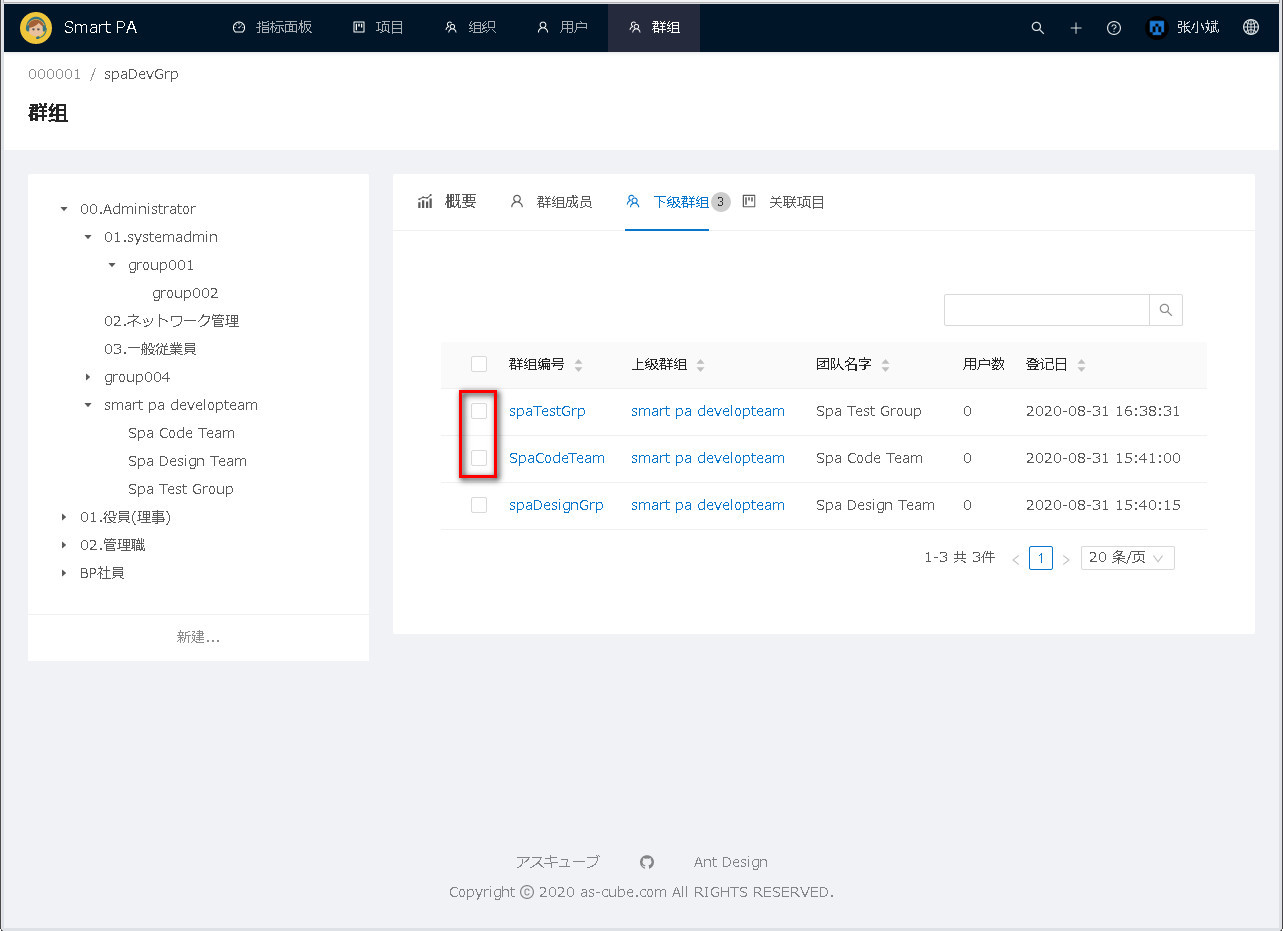 Smart PA 指标面板 项目 组织 用户 群组 张小斌
000001 / spaDevGrp
群组
00.Administrator
01.systemadmin
group001
group002
02.ネットワーク管理
03.一般従業員
group004
smart pa developteam
Spa Code Team
Spa Design Team
Spa Test Group
01.役員(理事)
02.管理職
BP社員
新建...
概要 群组成员 下级群组 3 关联项目
群组编号 上级群组 团队名字 用户数 登记日
spaTestGrp smart pa developteam Spa Test Group 0 2020-08-31 16:38:31
SpaCodeTeam smart pa developteam Spa Code Team 0 2020-08-31 15:41:00
spaDesignGrp smart pa developteam Spa Design Team 0 2020-08-31 15:40:15
1-3 共 3件 < 1 > 20 条/页
アスキューブ Ant Design
Copyright © 2020 as-cube.com All RIGHTS RESERVED.